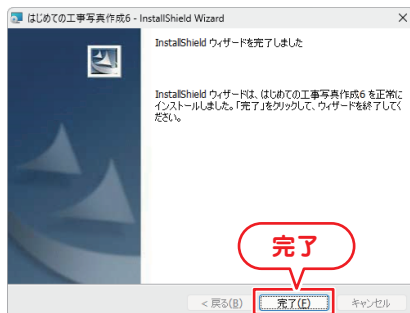 はじめての工事写真作成6 - InstallShield Wizard
InstallShield ウィザードを完了しました
InstallShield ウィザードは、はじめての工事写真作成6 を正常に
インストールしました。「完了」をクリックして、ウィザードを終了してく
ださい。
完了
< 戻る(B)
完了(F)
キャンセル